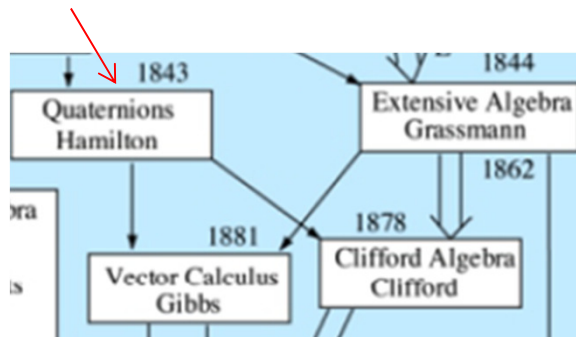 1843
Quaternions
Hamilton
1844
Extensive Algebra
Grassmann
1862
1881
Vector Calculus
Gibbs
1878
Clifford Algebra
Clifford